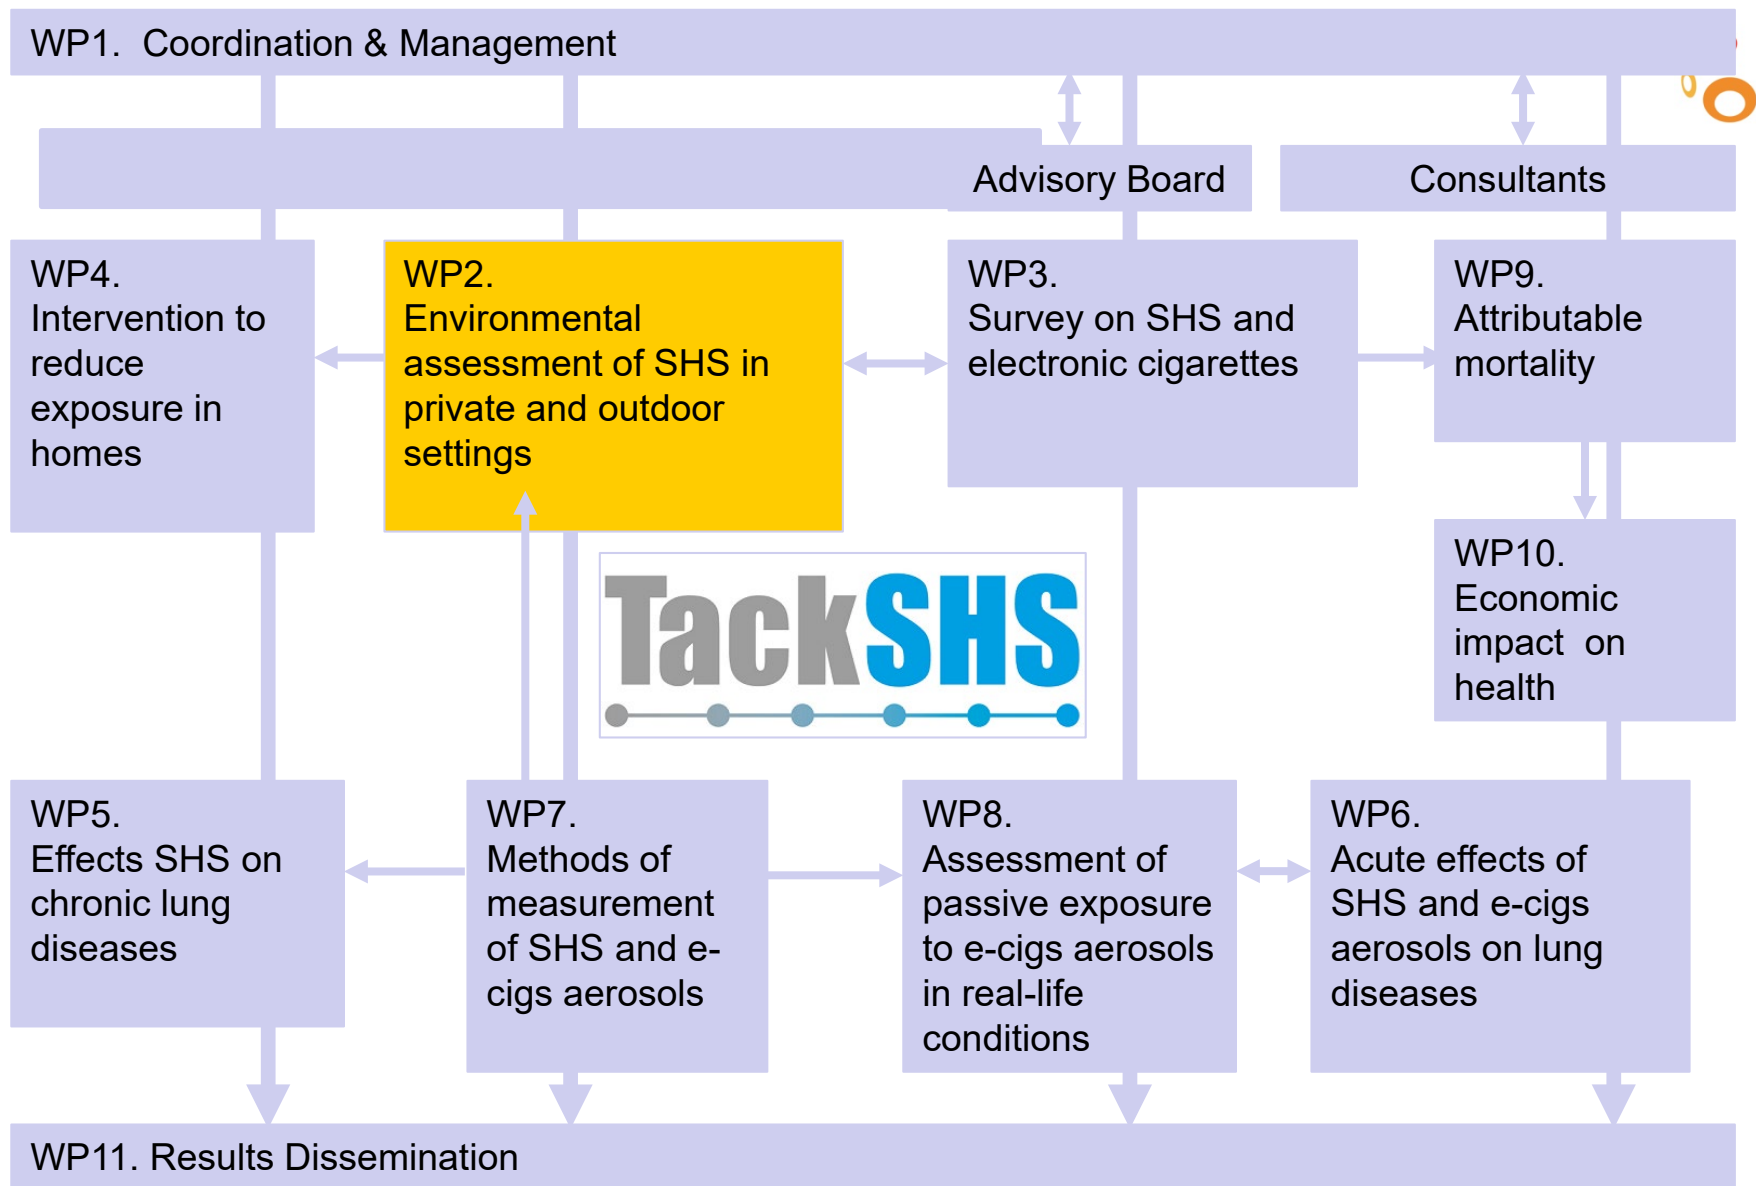 WP1. Coordination & Management
Advisory Board
Consultants
WP4.
Intervention to
reduce
exposure in
homes
WP2.
Environmental
assessment of SHS in
private and outdoor
settings
WP3.
Survey on SHS and
electronic cigarettes
WP9.
Attributable
mortality
WP10.
Economic
impact on
health
TackSHS
WP5.
Effects SHS on
chronic lung
diseases
WP7.
Methods of
measurement
of SHS and e-
cigs aerosols
WP8.
Assessment of
passive exposure
to e-cigs aerosols
in real-life
conditions
WP6.
Acute effects of
SHS and e-cigs
aerosols on lung
diseases
WP11. Results Dissemination